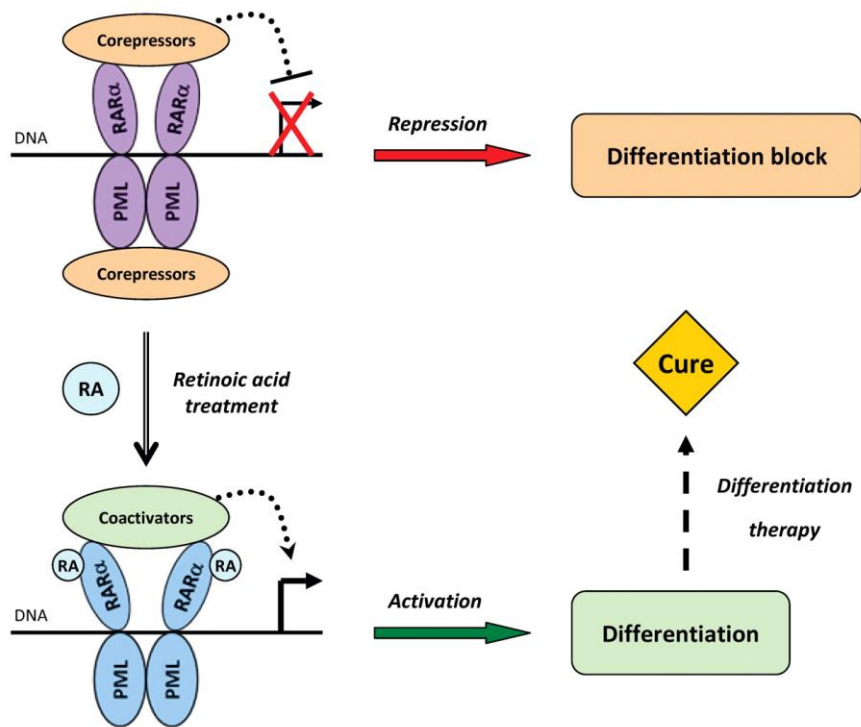 Corepressors
RARα
RARα
DNA
PML
PML
Corepressors
Repression
Differentiation block
RA
Retinoic acid
treatment
Cure
Differentiation
therapy
Coactivators
RA
RA
RARα
RARα
DNA
PML
PML
Activation
Differentiation